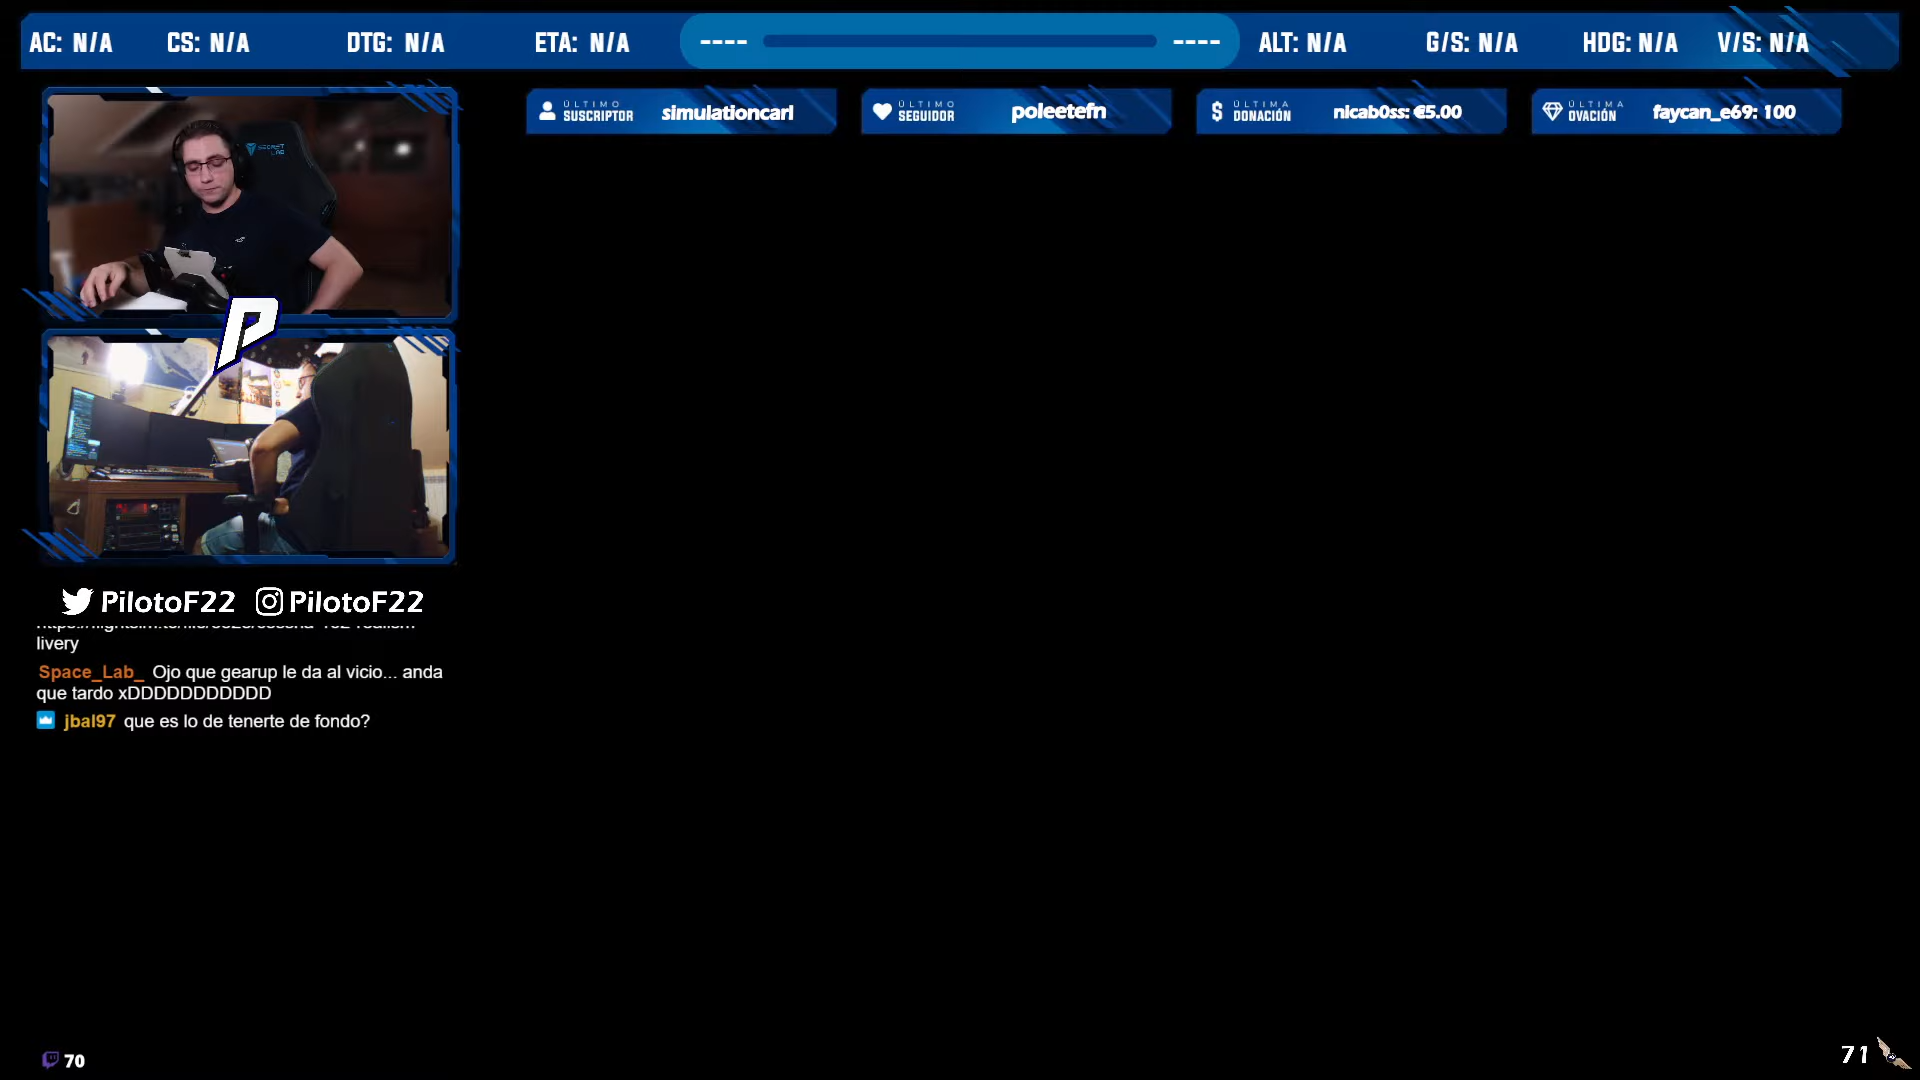 AC: N/A CS: N/A DTG: N/A ETA: N/A ---- ---- ALT: N/A G/S: N/A HDG: N/A V/S: N/A
ÚLTIMO SUSCRIPTOR simulationcarl
ÚLTIMO SEGUIDOR poleetefn
ÚLTIMA DONACIÓN nicab0ss: €5.00
ÚLTIMA OVACIÓN faycan_e69: 100
SECRET LAB
P
PilotoF22 PilotoF22
livery
Space_Lab_ Ojo que gearup le da al vicio... anda
que tardo xDDDDDDDDDDD
jbal97 que es lo de tenerte de fondo?
70
71